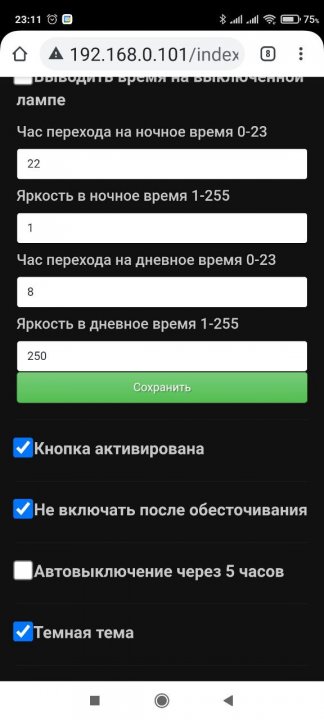 23:11
75%
192.168.0.101/index
8
Выводить время на выключенной
лампе
Час перехода на ночное время 0-23
22
Яркость в ночное время 1-255
1
Час перехода на дневное время 0-23
8
Яркость в дневное время 1-255
250
Сохранить
Кнопка активирована
Не включать после обесточивания
Автовыключение через 5 часов
Темная тема